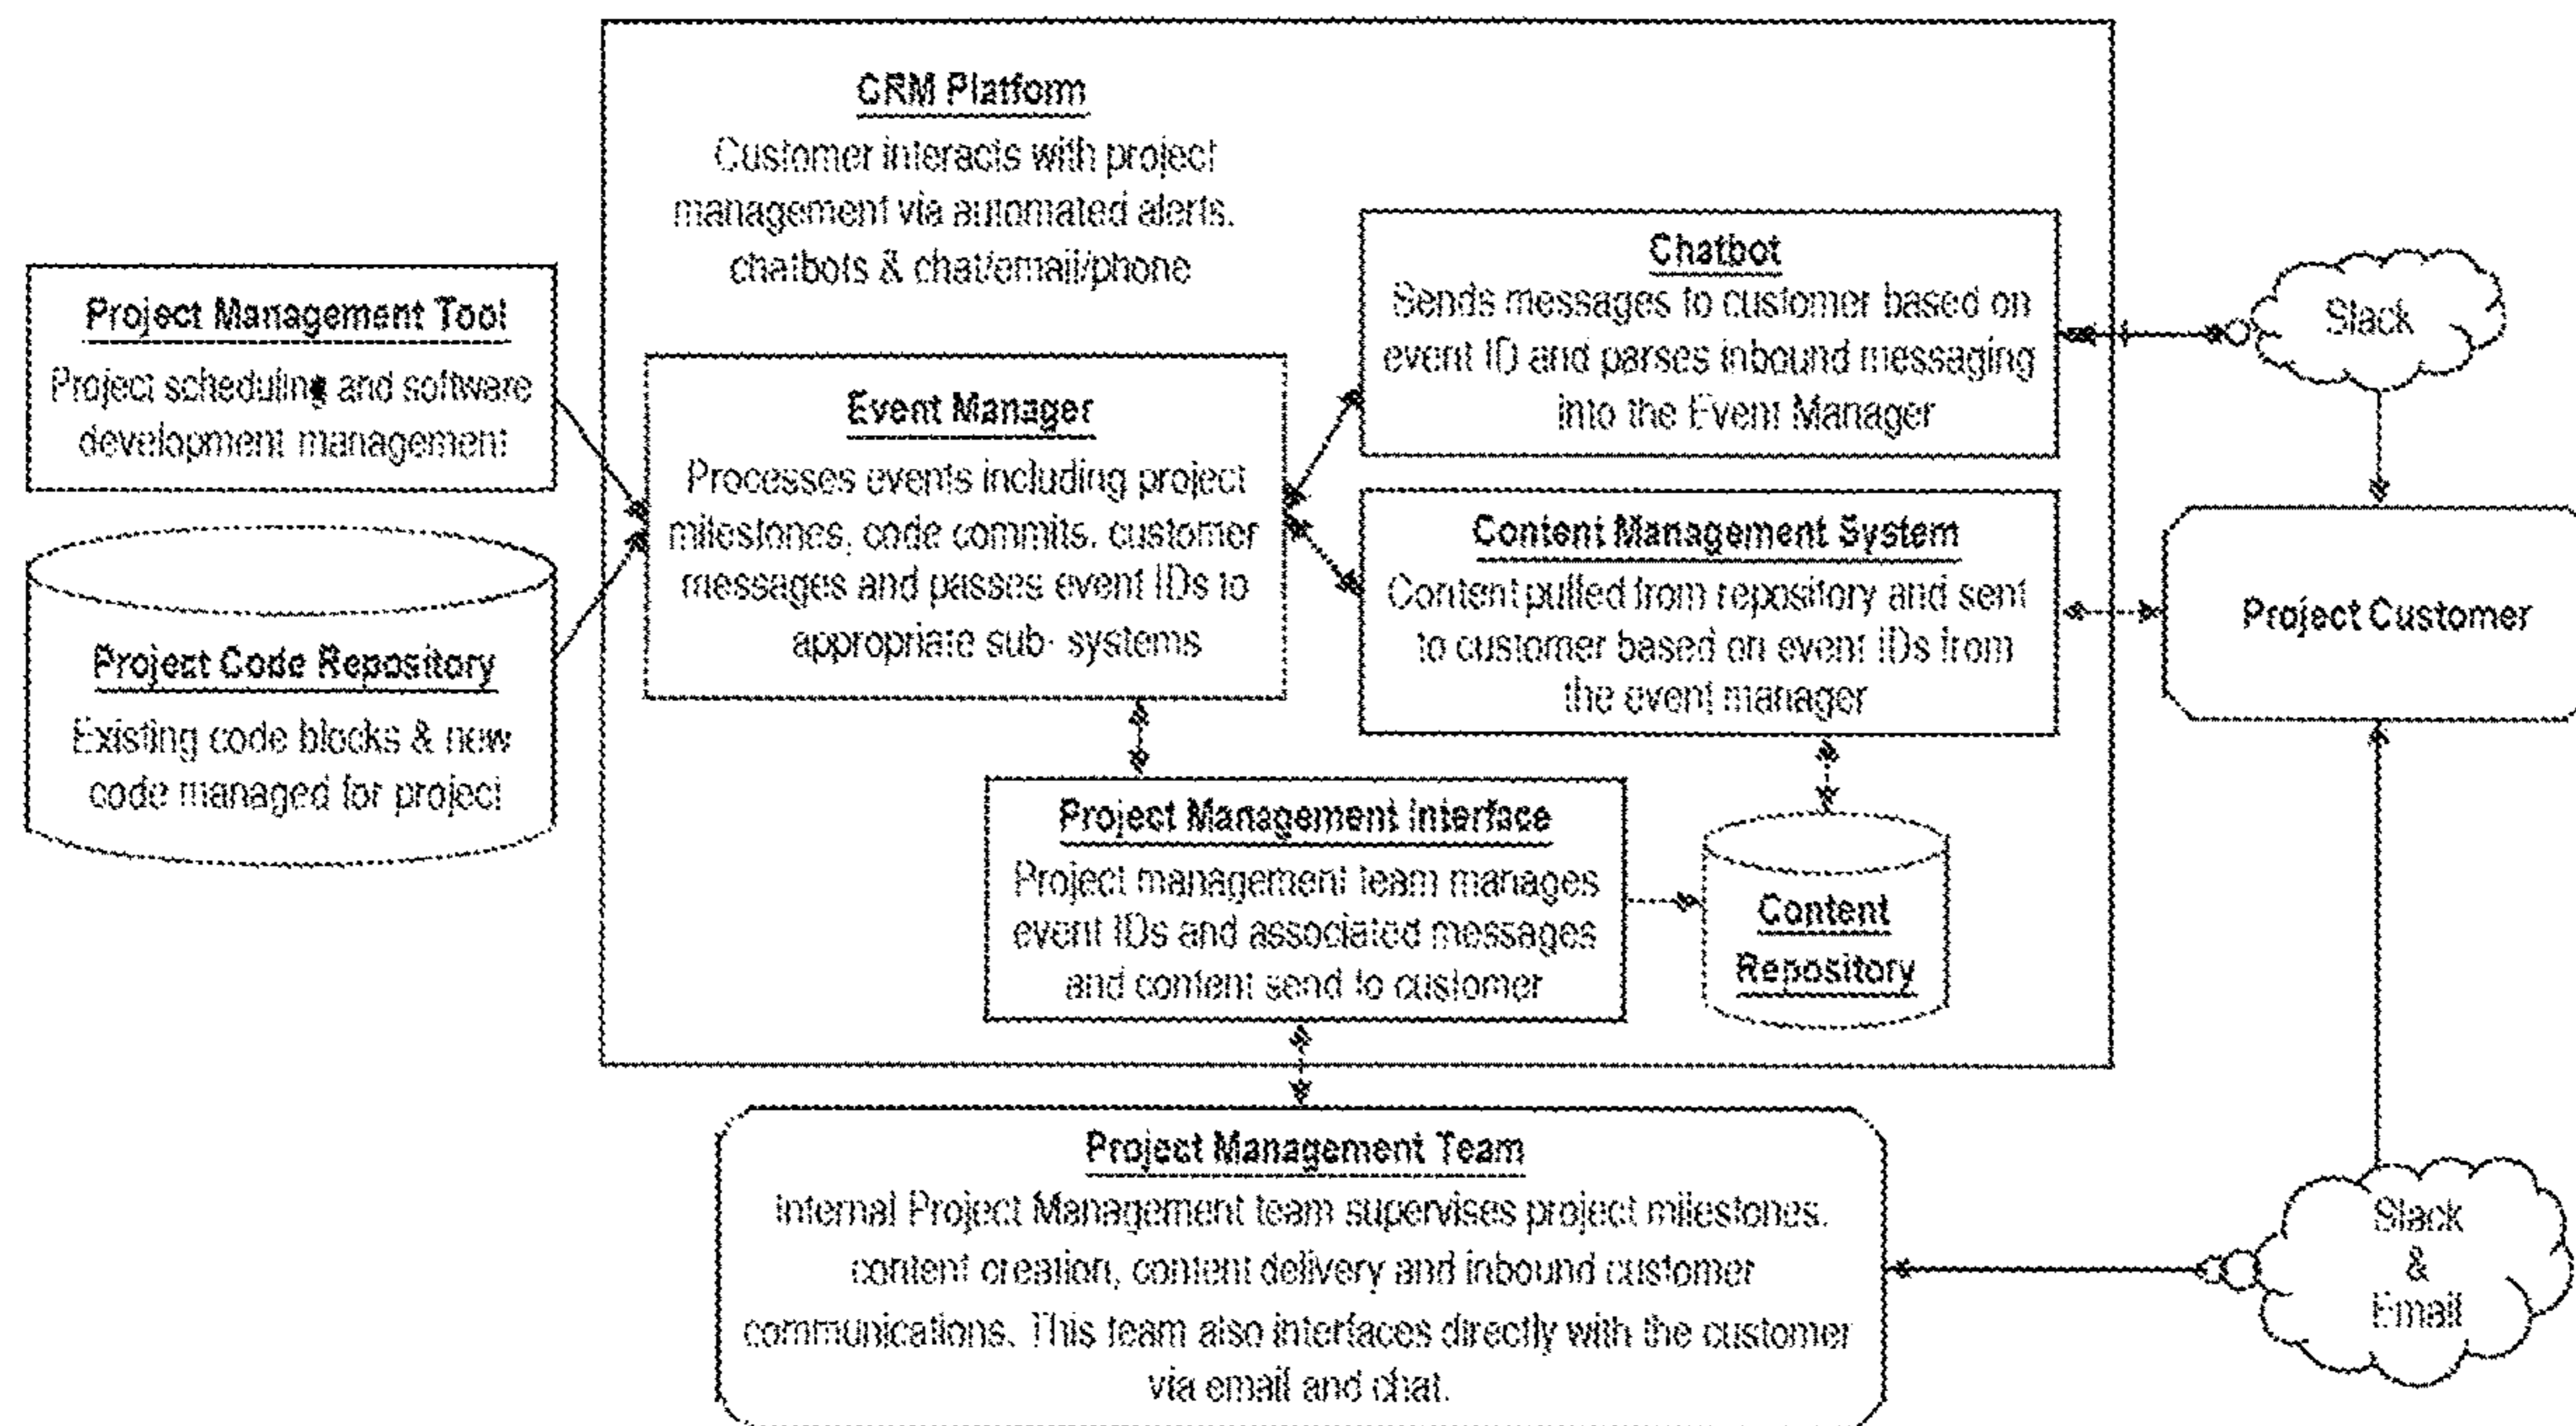 CRM Platform
Customer interacts with project
management via automated alerts.
chatbots & chat/email/phone
Project Management Tool
Project scheduling and software
development management
Project Code Repository
Existing code blocks & new
code managed for project
Event Manager
Processes events including project
milestones, code commits. customer
messages and passes event IDs to
appropriate sub- systems
Chatbot
Sends messages to customer based on
event ID and parses inbound messaging
into the Event Manager
Content Management System
Content pulled from repository and sent
to customer based on event IDs from
the event manager
Slack
Project Customer
Project Management Interface
Project management team manages
event IDs and associated messages
and content send to customer
Content
Repository
Project Management Team
Internal Project Management team supervises project milestones.
content creation, content delivery and inbound customer
communications. This team also interfaces directly with the customer
via email and chat.
Slack
&
Email